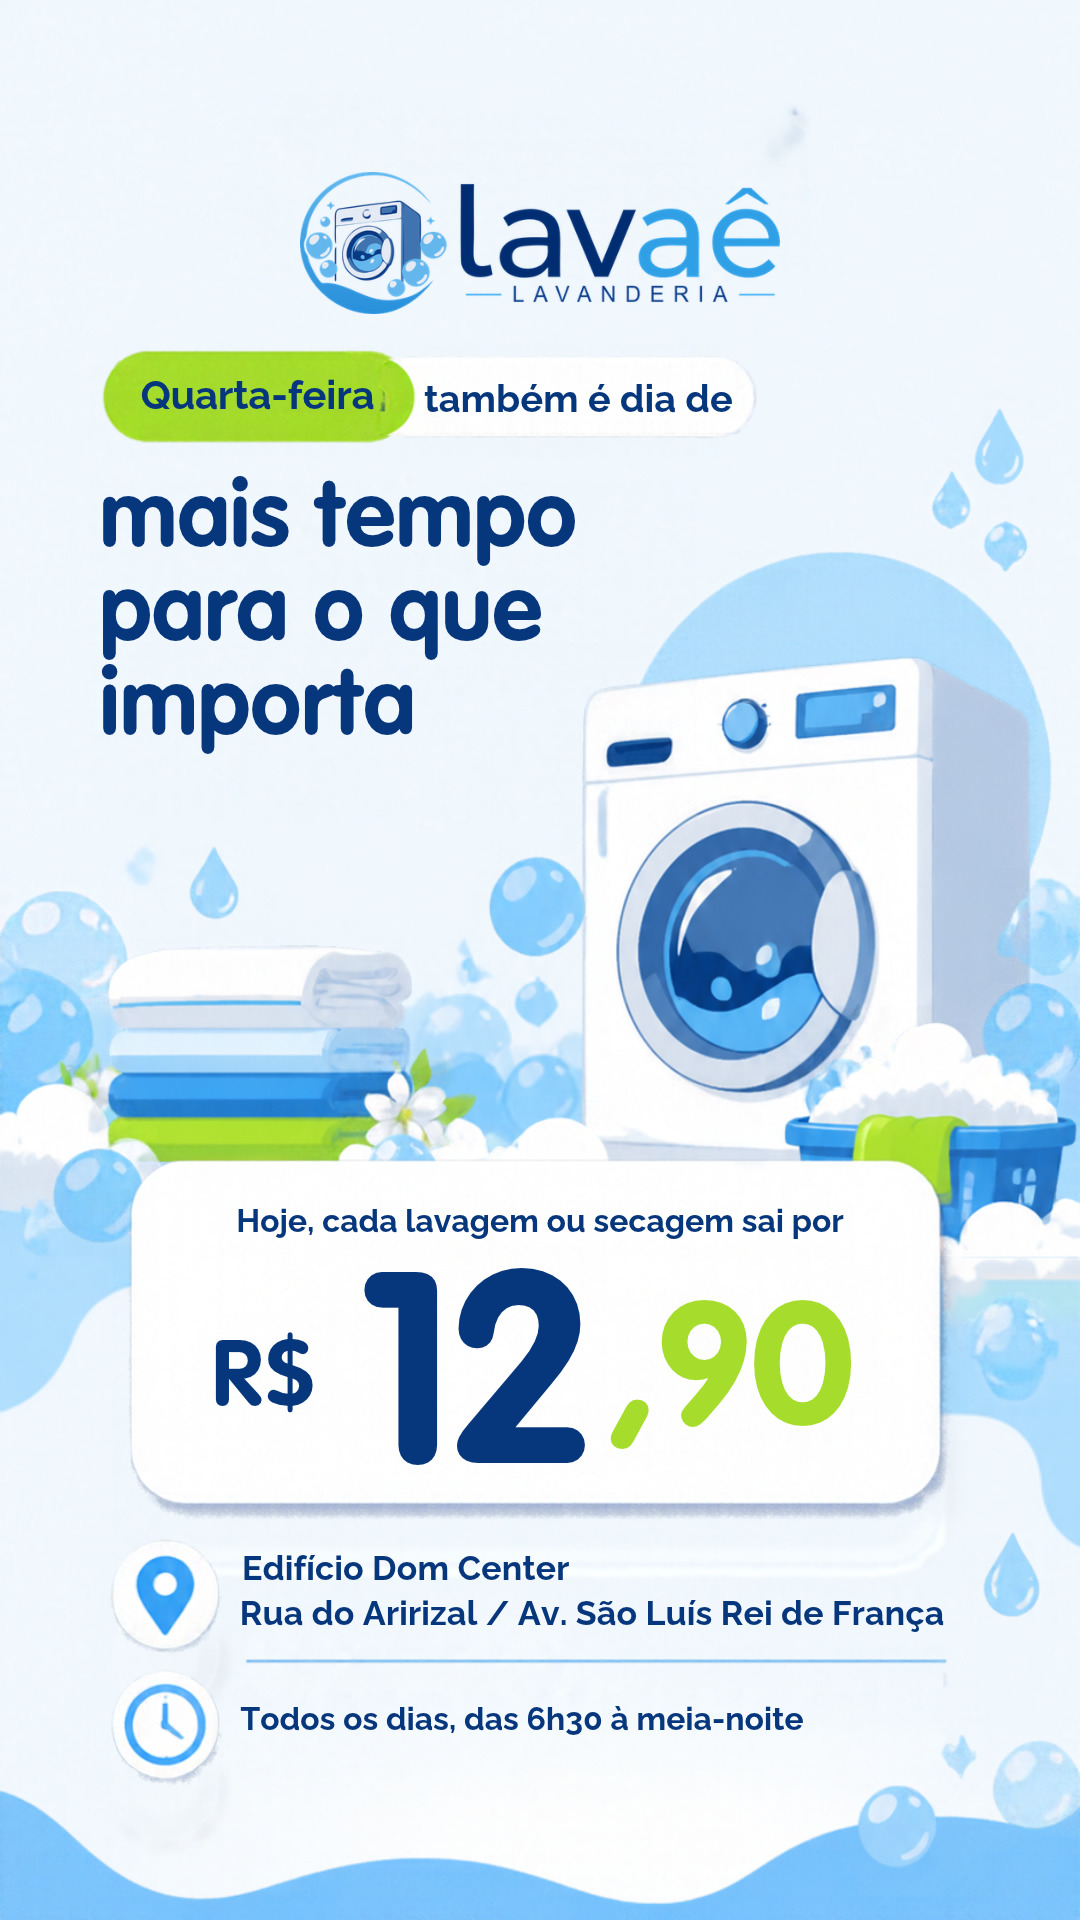 lavaê
LAVANDERIA
Quarta-feira também é dia de
mais tempo
para o que
importa
Hoje, cada lavagem ou secagem sai por
R$ 12,90
Edifício Dom Center
Rua do Aririzal / Av. São Luís Rei de França
Todos os dias, das 6h30 à meia-noite